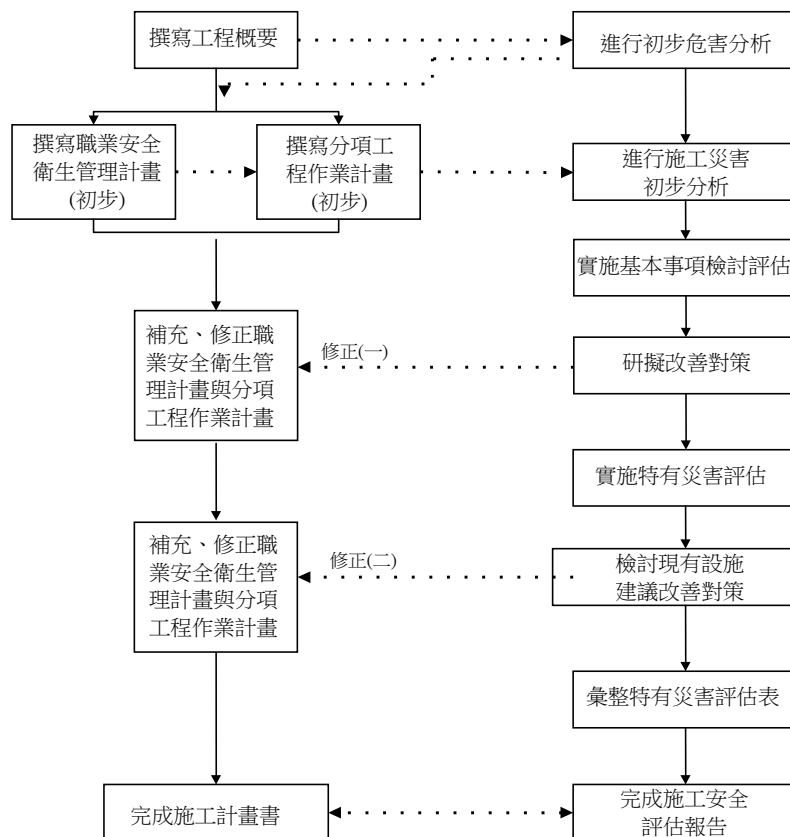 撰寫工程概要
進行初步危害分析
撰寫職業安全
衛生管理計畫
(初步)
撰寫分項工
程作業計畫
(初步)
進行施工災害
初步分析
實施基本事項檢討評估
補充、修正職
業安全衛生管
理計畫與分項
工程作業計畫
修正(一)
研擬改善對策
實施特有災害評估
補充、修正職
業安全衛生管
理計畫與分項
工程作業計畫
修正(二)
檢討現有設施
建議改善對策
彙整特有災害評估表
完成施工計畫書
完成施工安全
評估報告